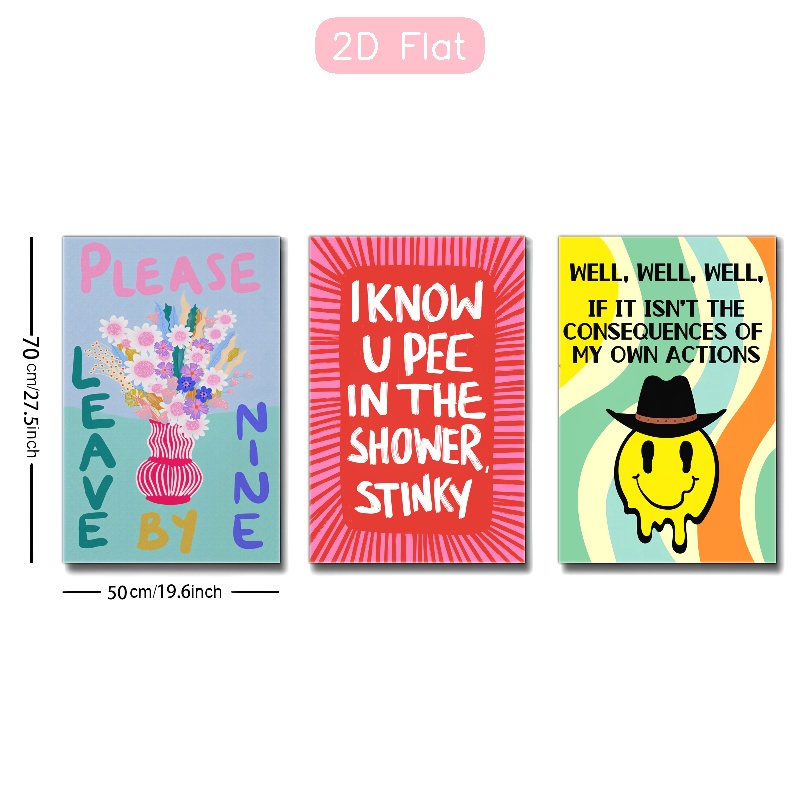 2D Flat
PLEASE
LEAVE
BY
NINE
I KNOW
U PEE
IN THE
SHOWER,
STINKY
WELL, WELL, WELL,
IF IT ISN'T THE
CONSEQUENCES OF
MY OWN ACTIONS
70cm/27.5inch
50cm/19.6inch